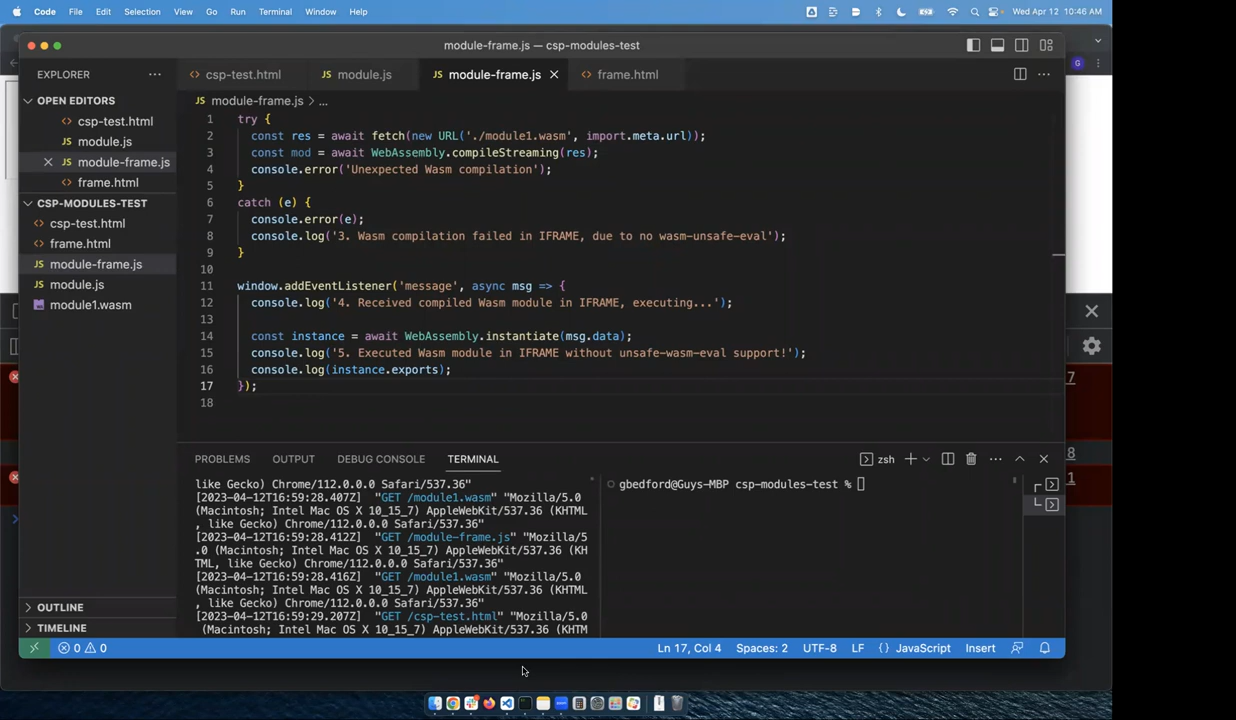 Code File Edit Selection View Go Run Terminal Window Help Wed Apr 12 10:46 AM
module-frame.js — csp-modules-test
EXPLORER
csp-test.html module.js module-frame.js frame.html
OPEN EDITORS
csp-test.html
module.js
module-frame.js
frame.html
CSP-MODULES-TEST
csp-test.html
frame.html
module-frame.js
module.js
module1.wasm
OUTLINE
TIMELINE
module-frame.js > ...
1 try {
2 const res = await fetch(new URL('./module1.wasm', import.meta.url));
3 const mod = await WebAssembly.compileStreaming(res);
4 console.error('Unexpected Wasm compilation');
5 }
6 catch (e) {
7 console.error(e);
8 console.log('3. Wasm compilation failed in IFRAME, due to no wasm-unsafe-eval');
9 }
10
11 window.addEventListener('message', async msg => {
12 console.log('4. Received compiled Wasm module in IFRAME, executing...');
13
14 const instance = await WebAssembly.instantiate(msg.data);
15 console.log('5. Executed Wasm module in IFRAME without unsafe-wasm-eval support!');
16 console.log(instance.exports);
17 });
18
PROBLEMS OUTPUT DEBUG CONSOLE TERMINAL zsh
like Gecko) Chrome/112.0.0.0 Safari/537.36"
[2023-04-12T16:59:28.407Z] "GET /module1.wasm" "Mozilla/5.0
(Macintosh; Intel Mac OS X 10_15_7) AppleWebKit/537.36 (KHTML
, like Gecko) Chrome/112.0.0.0 Safari/537.36"
[2023-04-12T16:59:28.412Z] "GET /module-frame.js" "Mozilla/5
.0 (Macintosh; Intel Mac OS X 10_15_7) AppleWebKit/537.36 (KH
TML, like Gecko) Chrome/112.0.0.0 Safari/537.36"
[2023-04-12T16:59:28.416Z] "GET /module1.wasm" "Mozilla/5.0
(Macintosh; Intel Mac OS X 10_15_7) AppleWebKit/537.36 (KHTML
, like Gecko) Chrome/112.0.0.0 Safari/537.36"
[2023-04-12T16:59:29.207Z] "GET /csp-test.html" "Mozilla/5.0
(Macintosh; Intel Mac OS X 10_15_7) AppleWebKit/537.36 (KHTM
gbedford@Guys-MBP csp-modules-test %
0 0 Ln 17, Col 4 Spaces: 2 UTF-8 LF {} JavaScript Insert
G
7
8
1